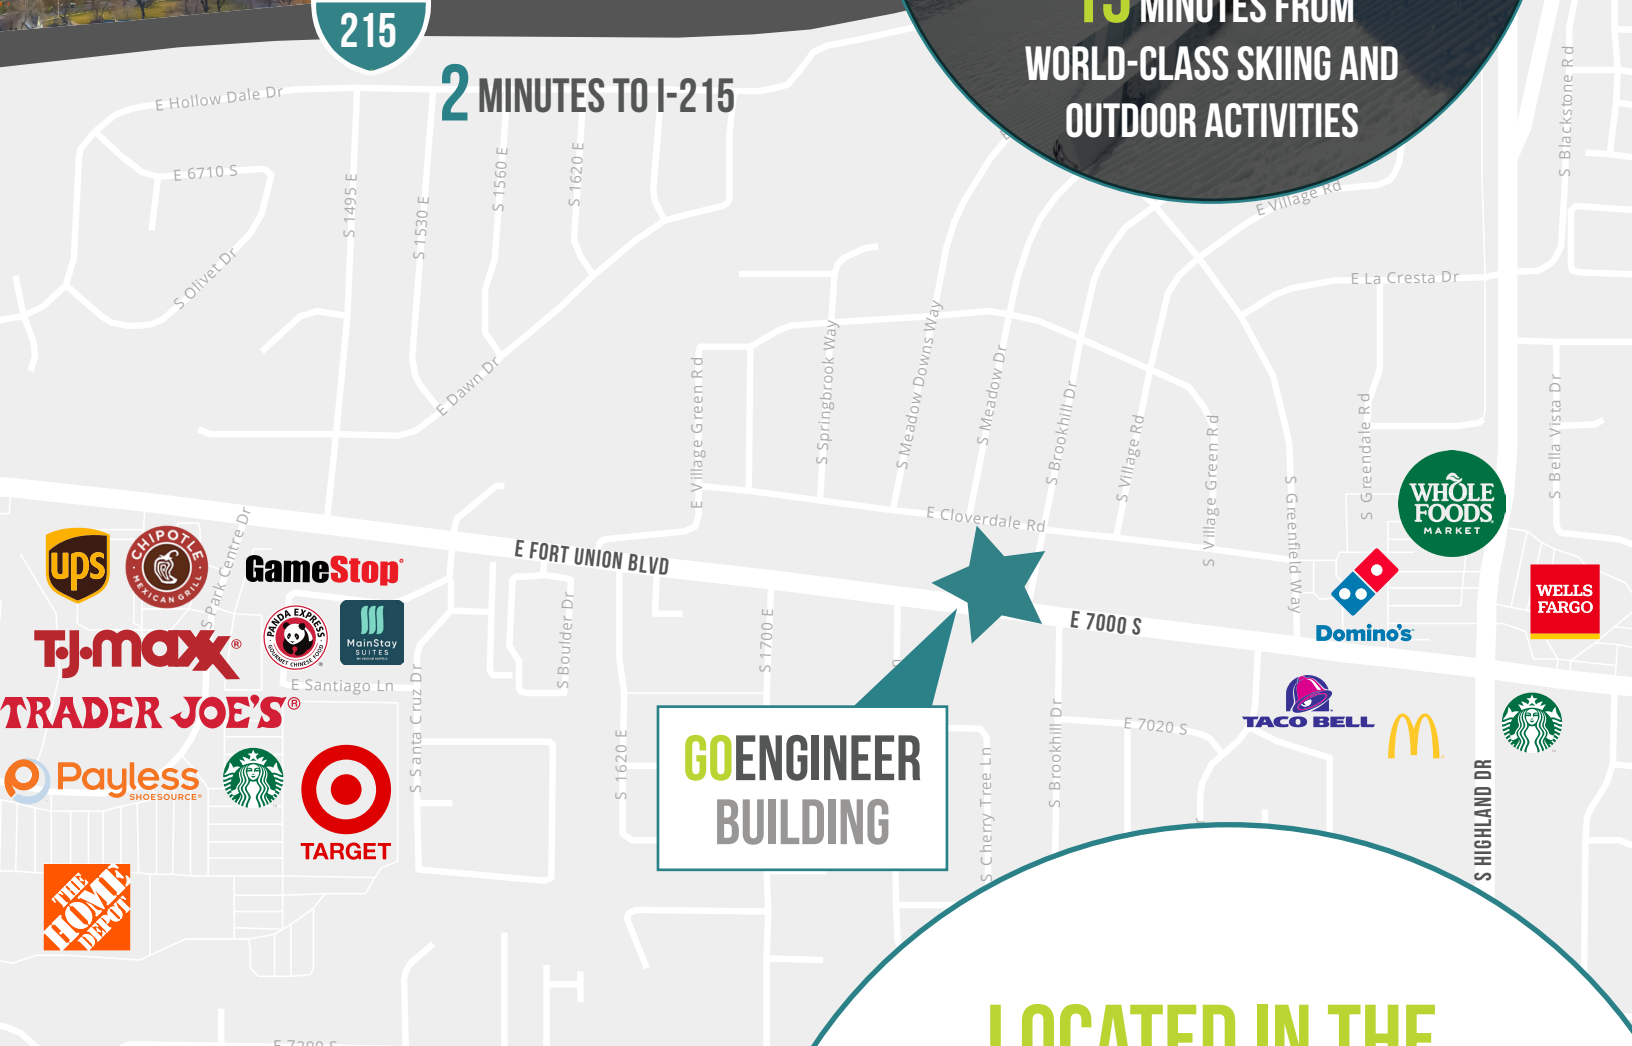 215
2 MINUTES TO I-215
15 MINUTES FROM
WORLD-CLASS SKIING AND
OUTDOOR ACTIVITIES
E Hollow Dale Dr
E 6710 S
S Olivet Dr
S 1495 E
S 1530 E
S 1560 E
S 1620 E
E Dawn Dr
E Village Green Rd
S Springbrook Way
S Meadow Downs Way
S Meadow Dr
S Brookhill Dr
S Village Rd
S Village Green Rd
E Village Rd
S Blackstone Rd
E La Cresta Dr
S Greendale Rd
S Bella Vista Dr
S Greenfield Way
E Cloverdale Rd
E FORT UNION BLVD
E 7000 S
S Park Centre Dr
ups
CHIPOTLE
MEXICAN GRILL
GameStop
T.J.maxx®
PANDA EXPRESS
GOURMET CHINESE FOOD
MainStay
SUITES
TRADER JOE'S®
E Santiago Ln
S Santa Cruz Dr
S Boulder Dr
S 1700 E
S 1620 E
Payless
SHOESOURCE®
TARGET
THE
HOME
DEPOT
GOENGINEER
BUILDING
S Cherry Tree Ln
S Brookhill Dr
E 7020 S
WHOLE
FOODS
MARKET
Domino's
WELLS
FARGO
TACO BELL
S HIGHLAND DR
LOCATED IN THE
E 7200 S